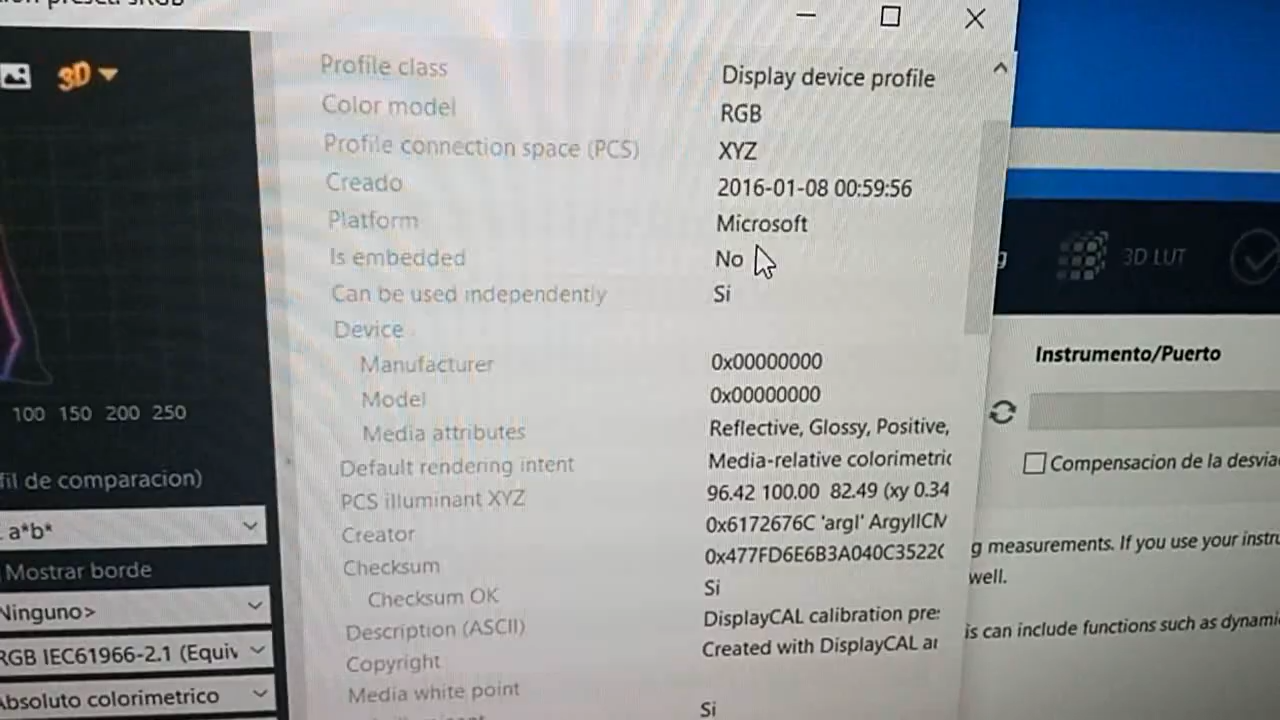 sRGB
3D
Profile class Display device profile
Color model RGB
Profile connection space (PCS) XYZ
Creado 2016-01-08 00:59:56
Platform Microsoft
Is embedded No
Can be used independently Si
Device
Manufacturer 0x00000000
Model 0x00000000
Media attributes Reflective, Glossy, Positive,
Default rendering intent Media-relative colorimetric
PCS illuminant XYZ 96.42 100.00 82.49 (xy 0.34
Creator 0x6172676C 'argl' ArgyllCM
Checksum 0x477FD6E6B3A040C3522(
Checksum OK Si
Description (ASCII) DisplayCAL calibration pre:
Copyright Created with DisplayCAL ar
Media white point
Si
100 150 200 250
fil de comparacion)
a*b*
Mostrar borde
Ninguno>
RGB IEC61966-2.1 (Equiv
Absoluto colorimetrico
g 3D LUT
Instrumento/Puerto
Compensacion de la desvia
g measurements. If you use your instru
well.
is can include functions such as dynami